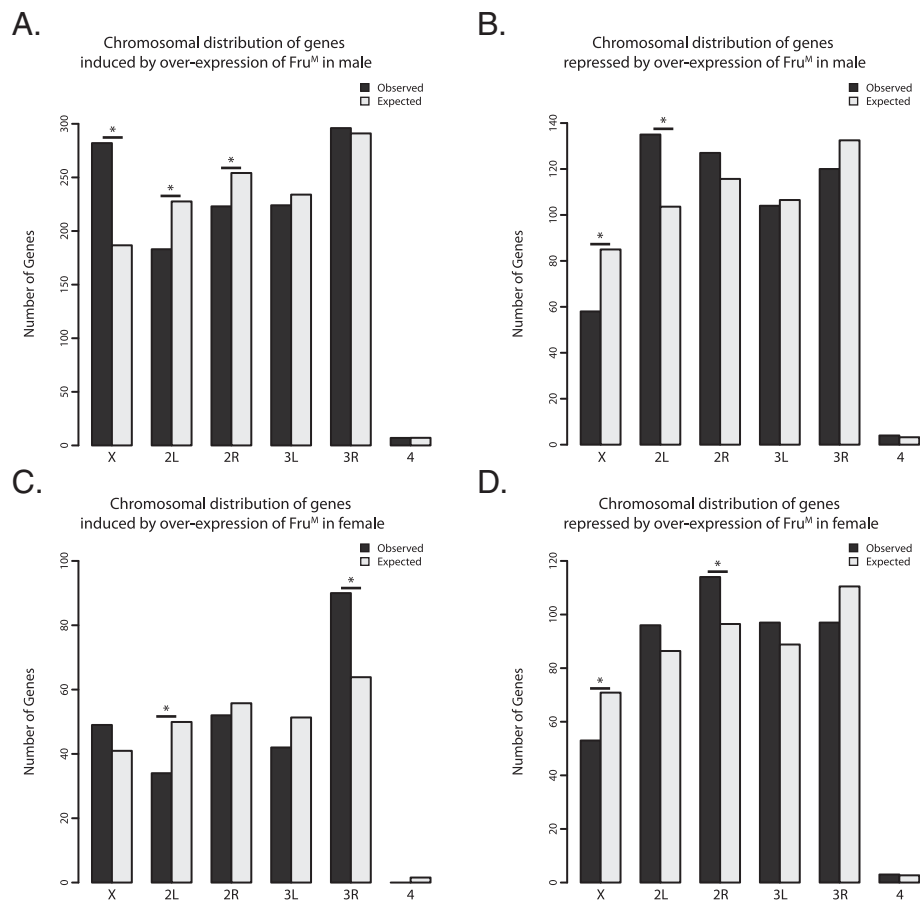 A.
Chromosomal distribution of genes
induced by over-expression of Fruᴹ in male
Observed
Expected
*
*
*
300
250
200
150
100
50
0
Number of Genes
X 2L 2R 3L 3R 4
B.
Chromosomal distribution of genes
repressed by over-expression of Fruᴹ in male
Observed
Expected
*
*
140
120
100
80
60
40
20
0
Number of Genes
X 2L 2R 3L 3R 4
C.
Chromosomal distribution of genes
induced by over-expression of Fruᴹ in female
Observed
Expected
*
*
100
80
60
40
20
0
Number of Genes
X 2L 2R 3L 3R 4
D.
Chromosomal distribution of genes
repressed by over-expression of Fruᴹ in female
Observed
Expected
*
*
120
100
80
60
40
20
0
Number of Genes
X 2L 2R 3L 3R 4